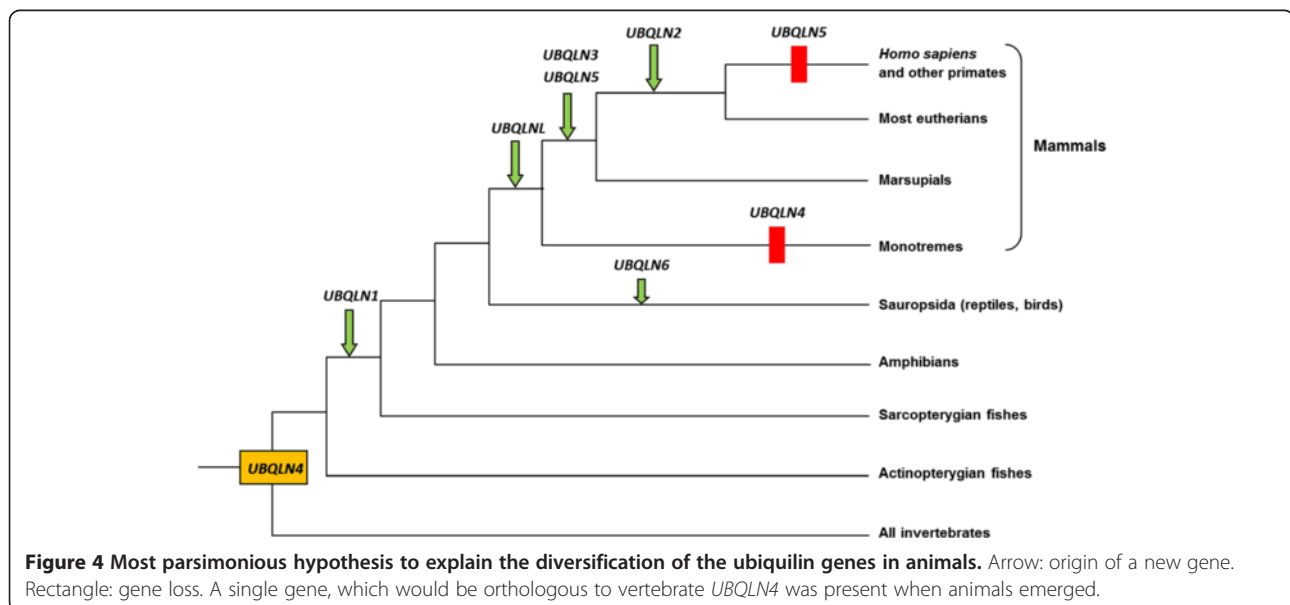 UBQLN2
UBQLN5
UBQLN3
UBQLN5
Homo sapiens
and other primates
UBQLNL
Most eutherians
Mammals
Marsupials
UBQLN4
Monotremes
UBQLN6
UBQLN1
Sauropsida (reptiles, birds)
Amphibians
Sarcopterygian fishes
UBQLN4
Actinopterygian fishes
All invertebrates
Figure 4 Most parsimonious hypothesis to explain the diversification of the ubiquilin genes in animals. Arrow: origin of a new gene.
Rectangle: gene loss. A single gene, which would be orthologous to vertebrate UBQLN4 was present when animals emerged.